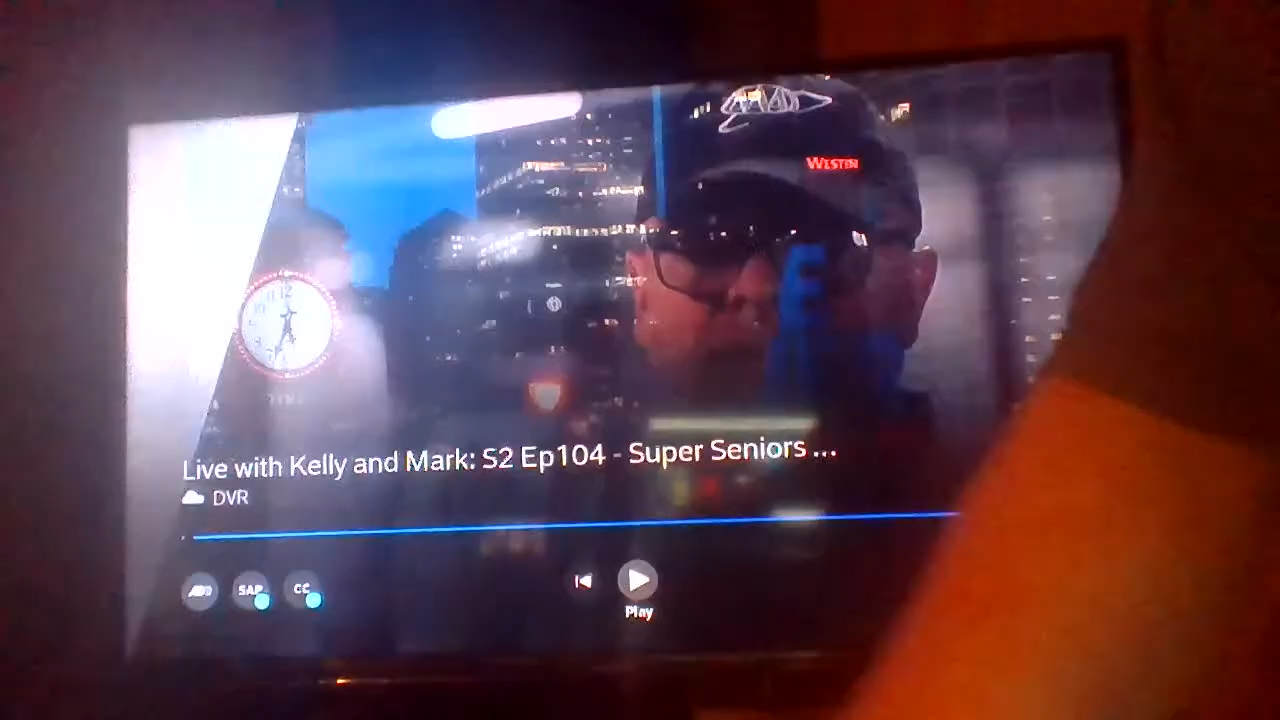 WESTIN
Live with Kelly and Mark: S2 Ep104 - Super Seniors ...
DVR
SAP
CC
Play